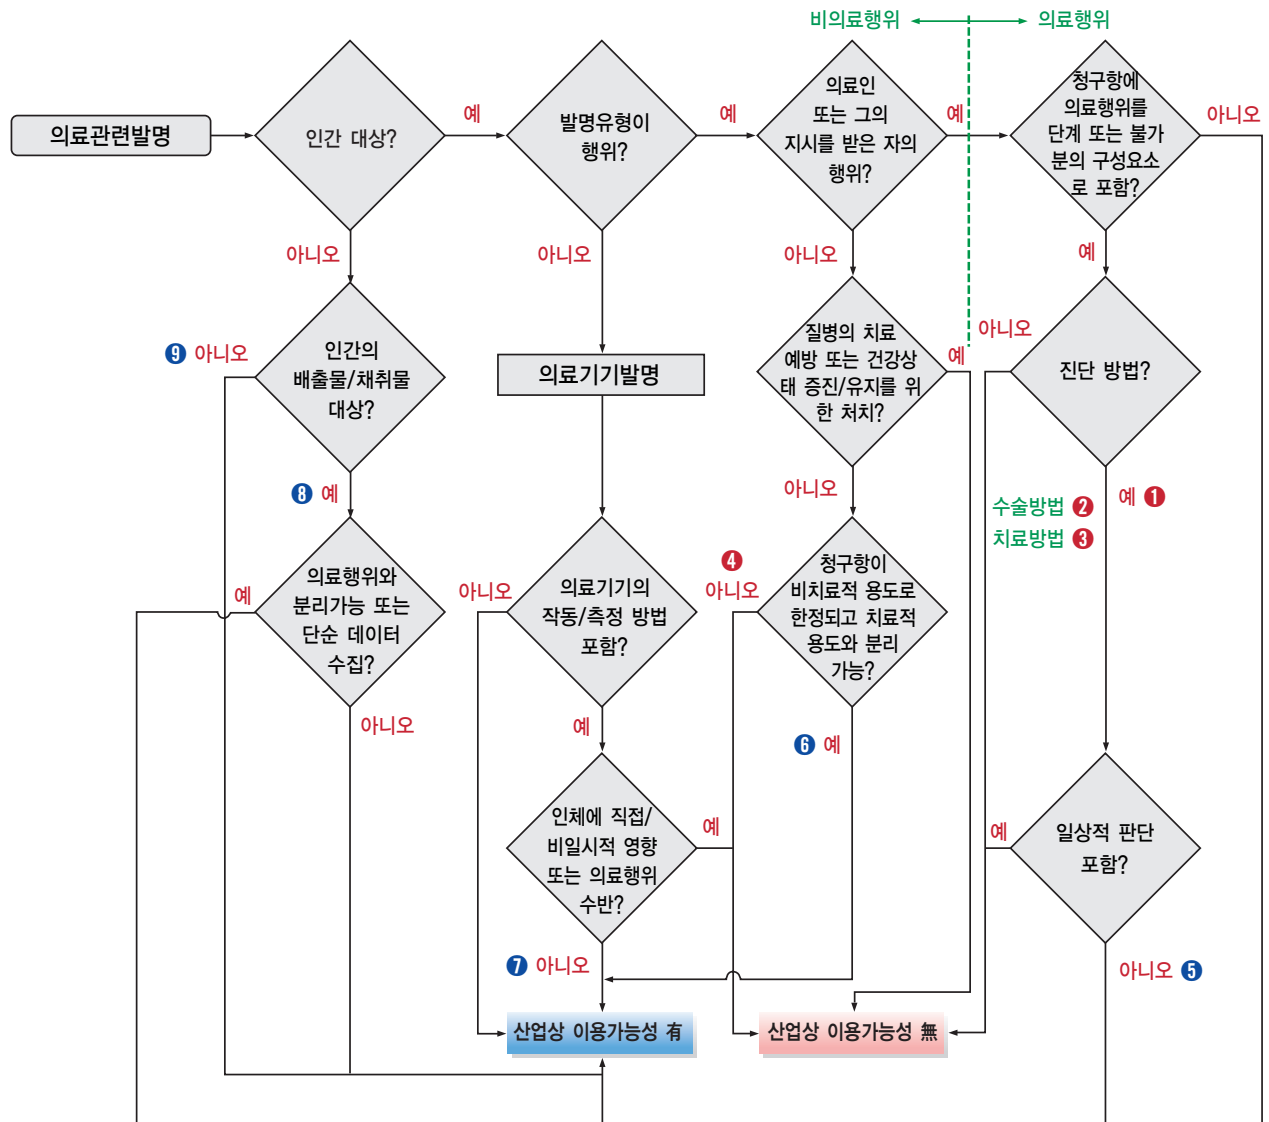 비의료행위
의료행위
의료관련발명
인간 대상?
예
발명유형이
행위?
예
의료인
또는 그의
지시를 받은 자의
행위?
예
청구항에
의료행위를
단계 또는 불가
분의 구성요소
로 포함?
아니오
아니오
아니오
아니오
예
❾ 아니오
인간의
배출물/채취물
대상?
의료기기발명
질병의 치료
예방 또는 건강상
태 증진/유지를 위
한 처치?
예
아니오
진단 방법?
❽ 예
아니오
수술방법 ❷
치료방법 ❸
예 ❶
예
의료행위와
분리가능 또는
단순 데이터
수집?
아니오
의료기기의
작동/측정 방법
포함?
❹
아니오
청구항이
비치료적 용도로
한정되고 치료적
용도와 분리
가능?
아니오
예
❻ 예
인체에 직접/
비일시적 영향
또는 의료행위
수반?
예
예
일상적 판단
포함?
❼ 아니오
아니오 ❺
산업상 이용가능성 有
산업상 이용가능성 無